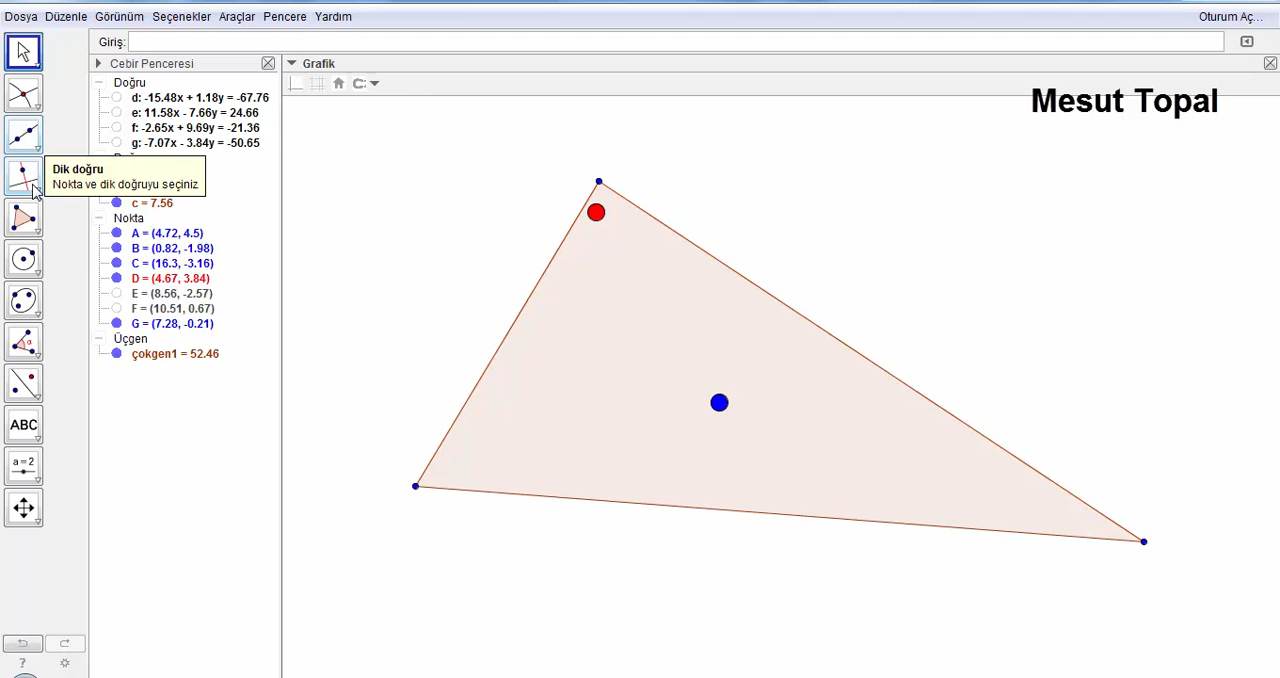 Dosya Düzenle Görünüm Seçenekler Araçlar Pencere Yardım Oturum Aç...
Giriş:
Cebir Penceresi
Grafik
Mesut Topal
Doğru
d: -15.48x + 1.18y = -67.76
e: 11.58x - 7.66y = 24.66
f: -2.65x + 9.69y = -21.36
g: -7.07x - 3.84y = -50.65
Dik doğru
Nokta ve dik doğruyu seçiniz
c = 7.56
Nokta
A = (4.72, 4.5)
B = (0.82, -1.98)
C = (16.3, -3.16)
D = (4.67, 3.84)
E = (8.56, -2.57)
F = (10.51, 0.67)
G = (7.28, -0.21)
Üçgen
çokgen1 = 52.46
α
ABC
a = 2
?